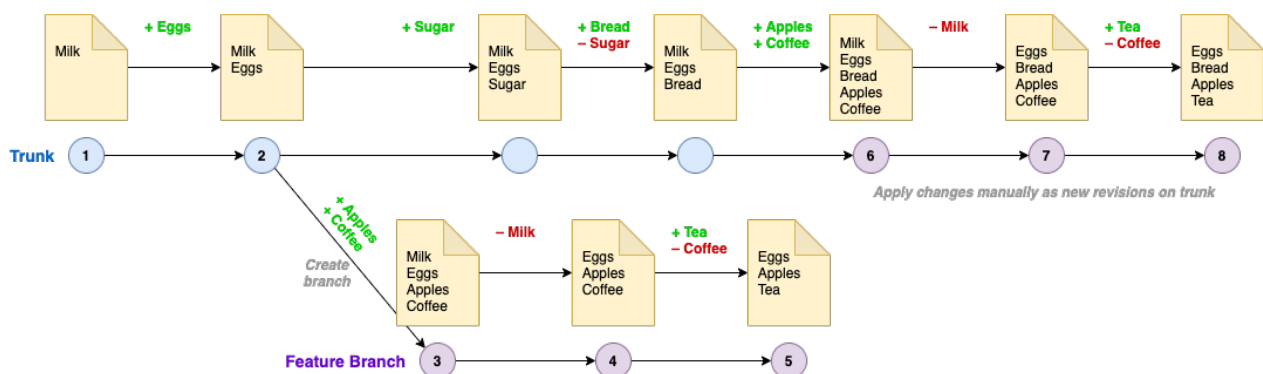 + Eggs
+ Sugar
+ Bread
– Sugar
+ Apples
+ Coffee
– Milk
+ Tea
– Coffee
Milk
Milk
Eggs
Milk
Eggs
Sugar
Milk
Eggs
Bread
Milk
Eggs
Bread
Apples
Coffee
Eggs
Bread
Apples
Coffee
Eggs
Bread
Apples
Tea
Trunk
1
2
6
7
8
Apply changes manually as new revisions on trunk
+ Apples
+ Coffee
Create
branch
– Milk
+ Tea
– Coffee
Milk
Eggs
Apples
Coffee
Eggs
Apples
Coffee
Eggs
Apples
Tea
Feature Branch
3
4
5